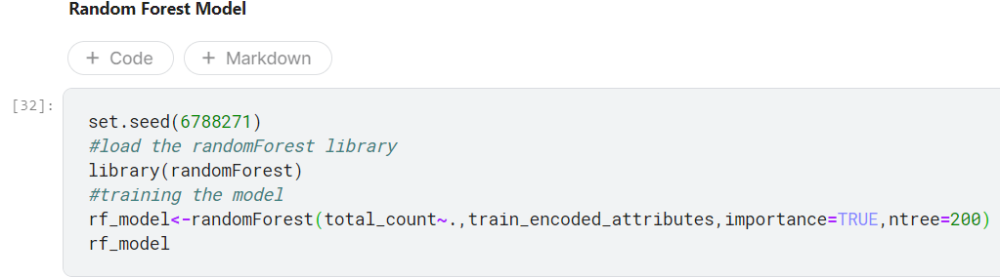 Random Forest Model
+ Code + Markdown
[32]:
set.seed(6788271)
#load the randomForest library
library(randomForest)
#training the model
rf_model<-randomForest(total_count~.,train_encoded_attributes,importance=TRUE,ntree=200)
rf_model